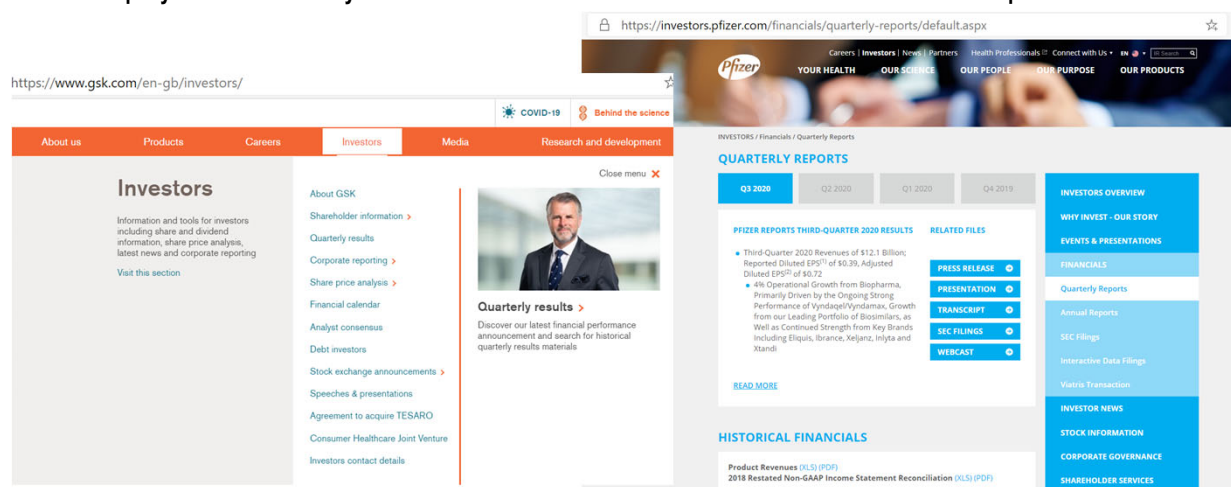 https://www.gsk.com/en-gb/investors/
COVID-19
Behind the science
About us
Products
Careers
Investors
Media
Research and development
Close menu
Investors
Information and tools for investors
including share and dividend
information, share price analysis,
latest news and corporate reporting
Visit this section
About GSK
Shareholder information >
Quarterly results
Corporate reporting >
Share price analysis >
Financial calendar
Analyst consensus
Debt investors
Stock exchange announcements >
Speeches & presentations
Agreement to acquire TESARO
Consumer Healthcare Joint Venture
Investors contact details
Quarterly results >
Discover our latest financial performance
announcement and search for historical
quarterly results materials
https://investors.pfizer.com/financials/quarterly-reports/default.aspx
Careers | Investors | News | Partners Health Professionals Connect with Us EN IR Search
Pfizer
YOUR HEALTH
OUR SCIENCE
OUR PEOPLE
OUR PURPOSE
OUR PRODUCTS
INVESTORS / Financials / Quarterly Reports
QUARTERLY REPORTS
Q3 2020
Q2 2020
Q1 2020
Q4 2019
PFIZER REPORTS THIRD-QUARTER 2020 RESULTS
Third-Quarter 2020 Revenues of $12.1 Billion;
Reported Diluted EPS(1) of $0.39, Adjusted
Diluted EPS(2) of $0.72
4% Operational Growth from Biopharma,
Primarily Driven by the Ongoing Strong
Performance of Vyndaqel/Vyndamax, Growth
from our Leading Portfolio of Biosimilars, as
Well as Continued Strength from Key Brands
Including Eliquis, Ibrance, Xeljanz, Inlyta and
Xtandi
READ MORE
RELATED FILES
PRESS RELEASE
PRESENTATION
TRANSCRIPT
SEC FILINGS
WEBCAST
INVESTORS OVERVIEW
WHY INVEST - OUR STORY
EVENTS & PRESENTATIONS
FINANCIALS
Quarterly Reports
Annual Reports
SEC Filings
Interactive Data Filings
Viatris Transaction
INVESTOR NEWS
STOCK INFORMATION
CORPORATE GOVERNANCE
SHAREHOLDER SERVICES
HISTORICAL FINANCIALS
Product Revenues (XLS) (PDF)
2018 Restated Non-GAAP Income Statement Reconciliation (XLS) (PDF)